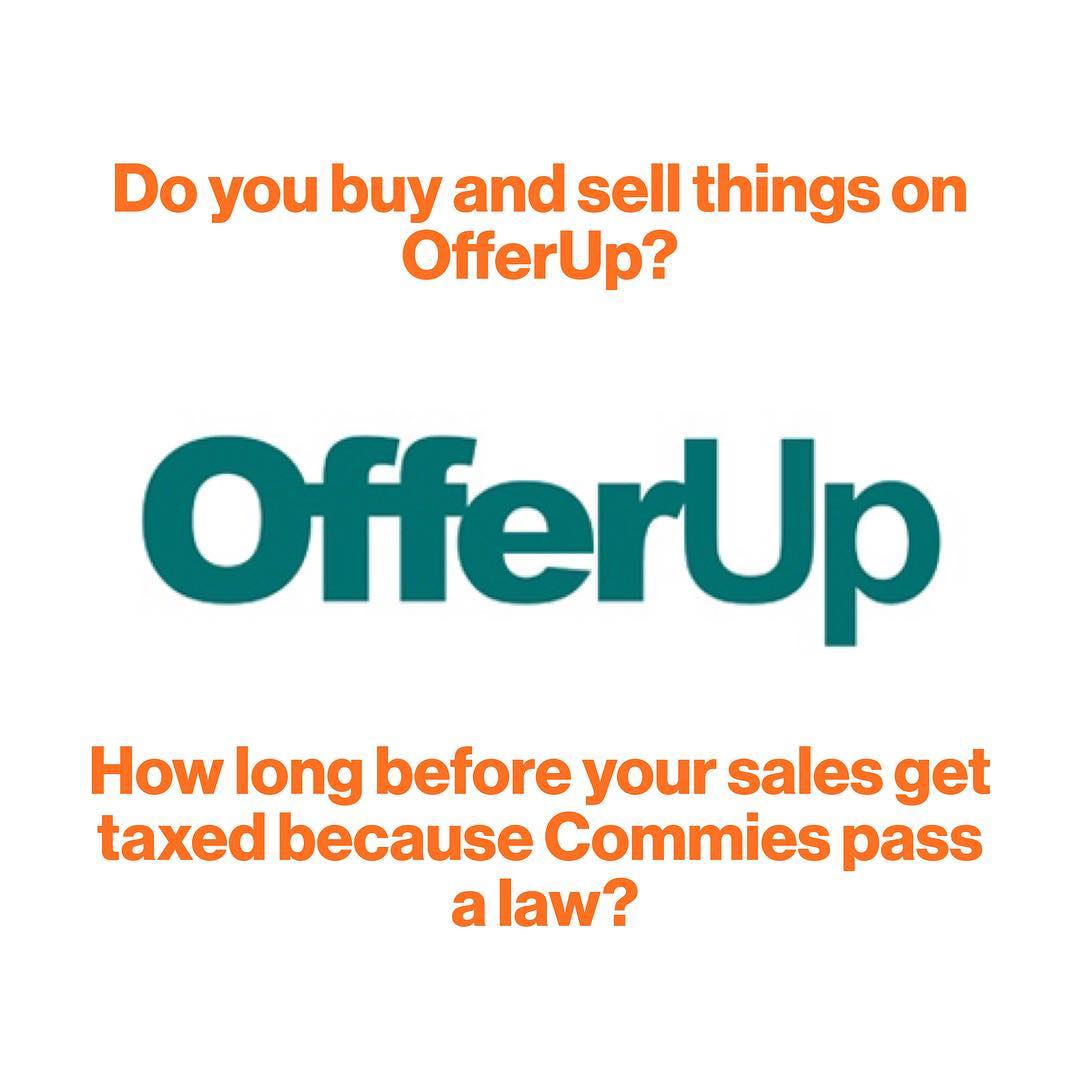 Do you buy and sell things on
OfferUp?
OfferUp
How long before your sales get
taxed because Commies pass
a law?